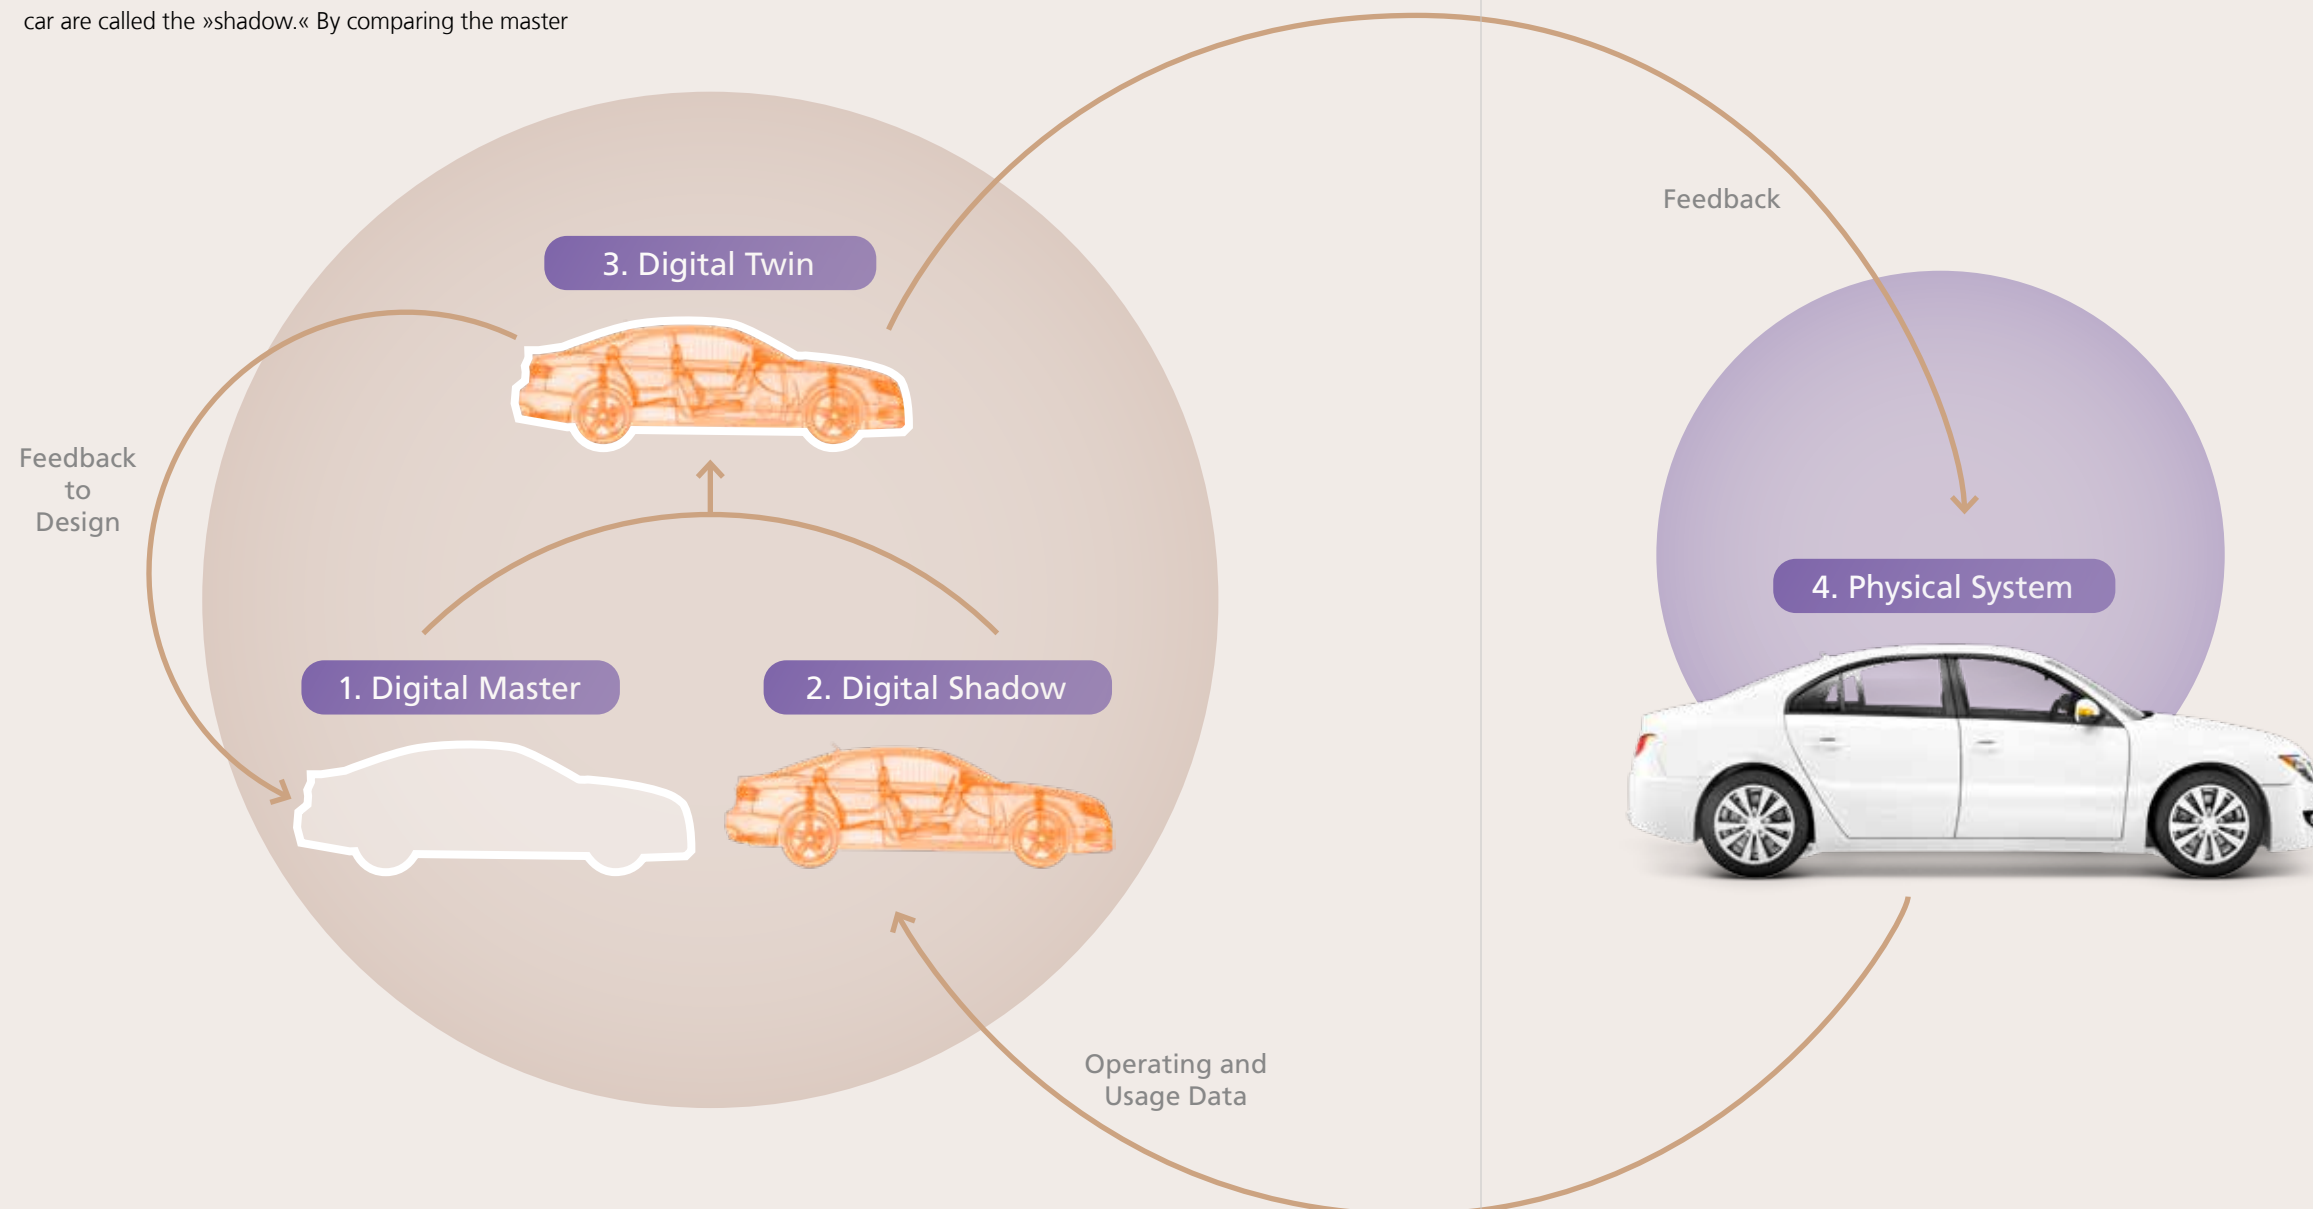 car are called the »shadow.« By comparing the master
Feedback
3. Digital Twin
Feedback
to
Design
4. Physical System
1. Digital Master
2. Digital Shadow
Operating and
Usage Data